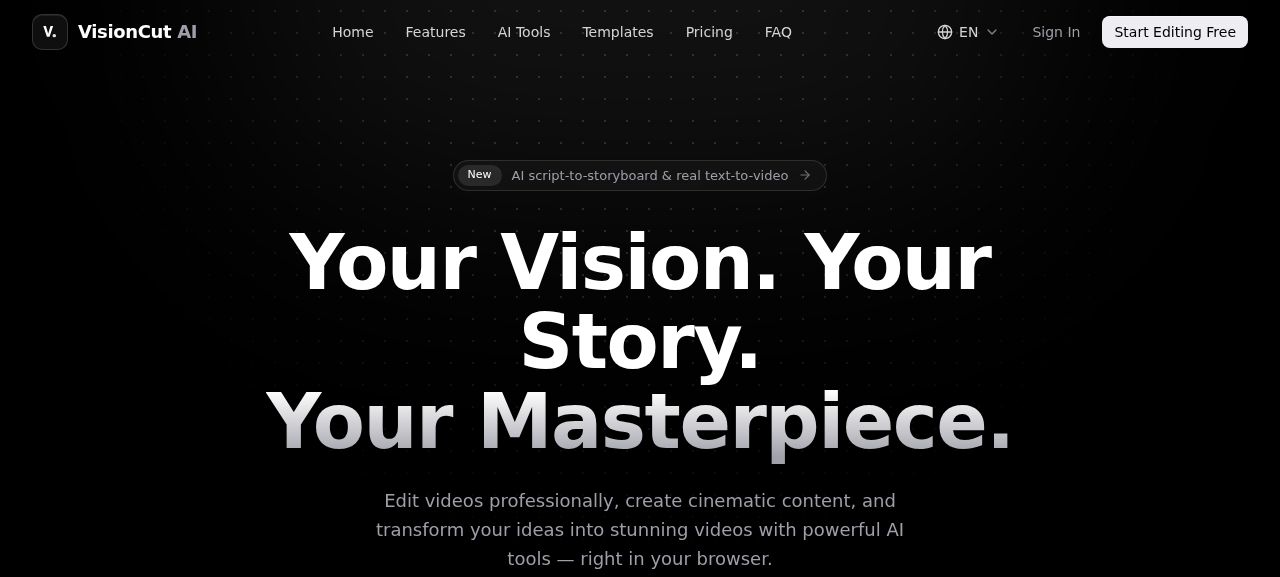 V.
VisionCut AI
Home
Features
AI Tools
Templates
Pricing
FAQ
EN
Sign In
Start Editing Free
New
AI script-to-storyboard & real text-to-video
Your Vision. Your
Story.
Your Masterpiece.
Edit videos professionally, create cinematic content, and
transform your ideas into stunning videos with powerful AI
tools — right in your browser.